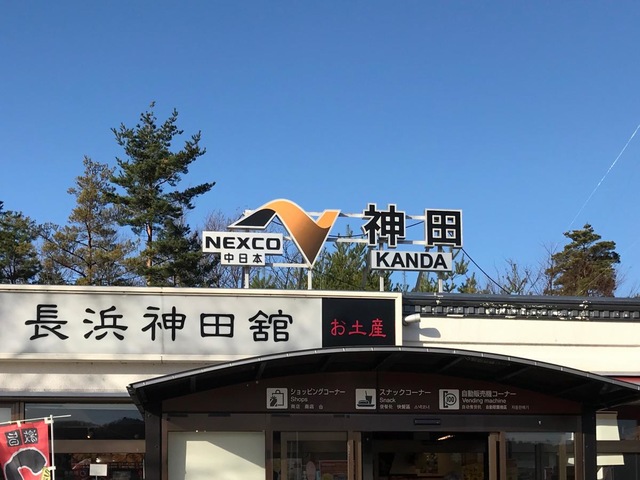 NEXCO
中日本
神田
KANDA
長浜神田舘
お土産
ショッピングコーナー
Shops
スナックコーナー
Snack
自動販売機コーナー
Vending machine